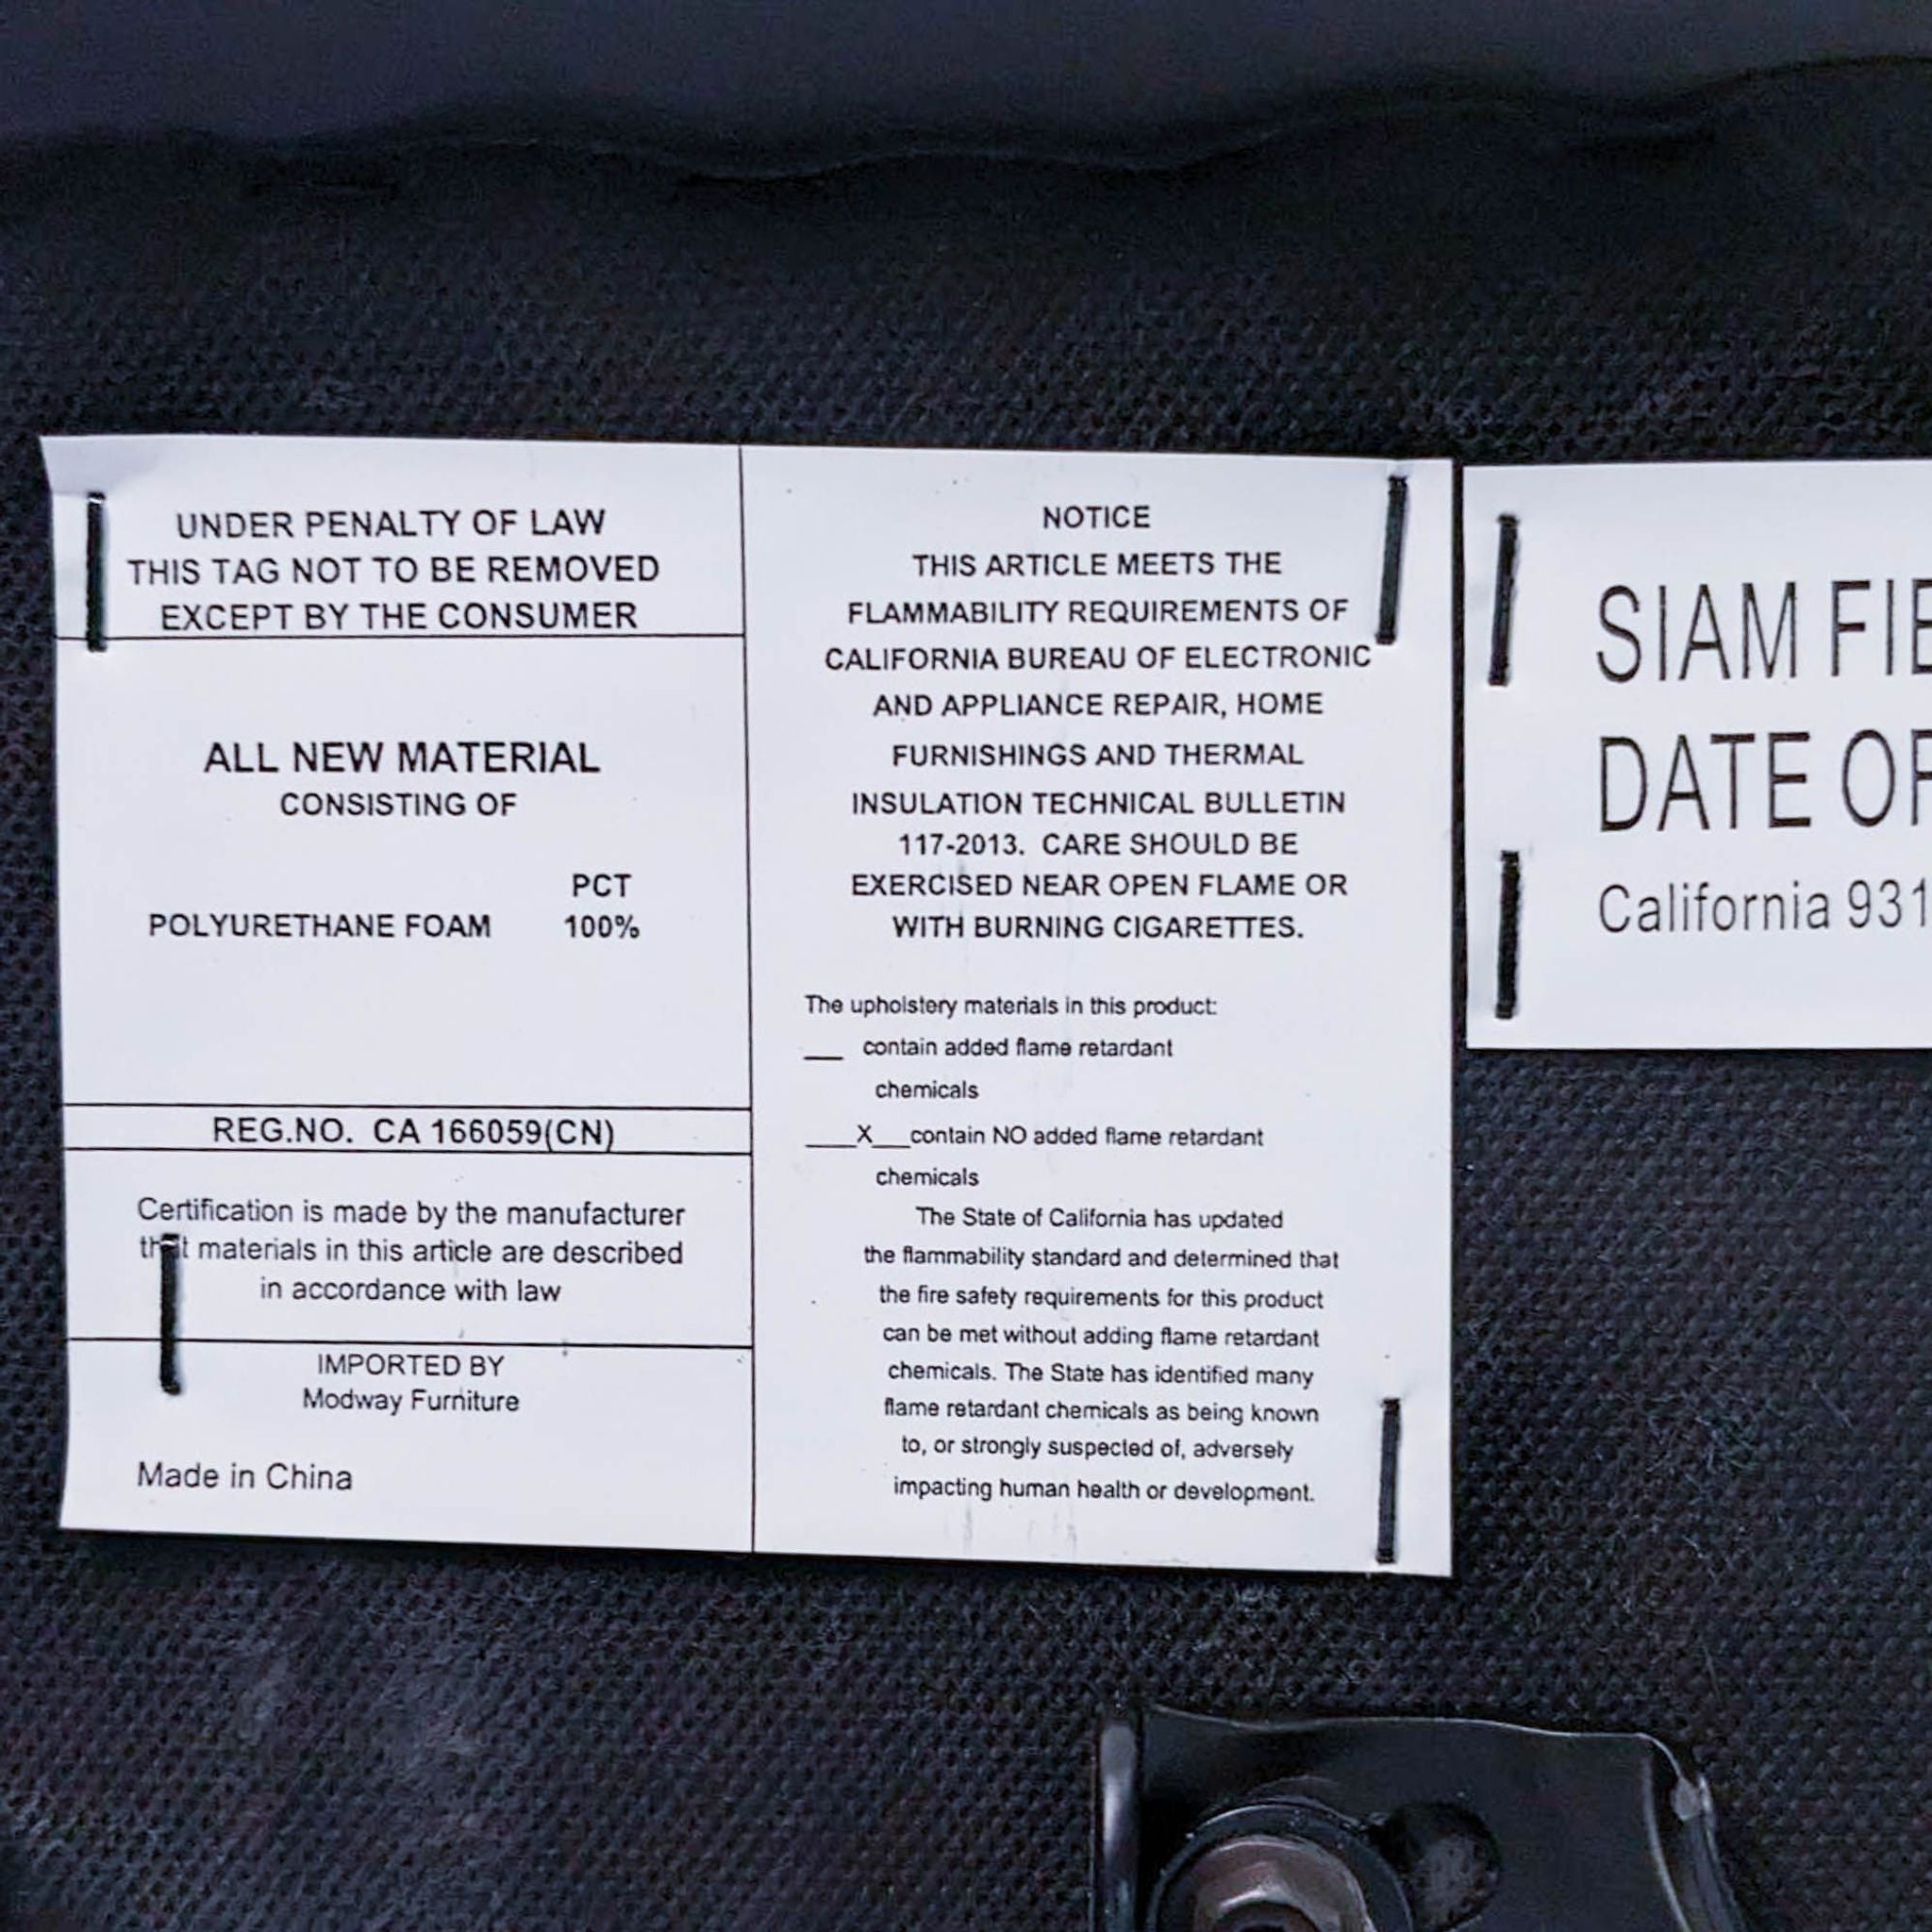 UNDER PENALTY OF LAW
THIS TAG NOT TO BE REMOVED
EXCEPT BY THE CONSUMER
ALL NEW MATERIAL
CONSISTING OF
PCT
POLYURETHANE FOAM 100%
REG.NO. CA 166059(CN)
Certification is made by the manufacturer
that materials in this article are described
in accordance with law
IMPORTED BY
Modway Furniture
Made in China
NOTICE
THIS ARTICLE MEETS THE
FLAMMABILITY REQUIREMENTS OF
CALIFORNIA BUREAU OF ELECTRONIC
AND APPLIANCE REPAIR, HOME
FURNISHINGS AND THERMAL
INSULATION TECHNICAL BULLETIN
117-2013. CARE SHOULD BE
EXERCISED NEAR OPEN FLAME OR
WITH BURNING CIGARETTES.
The upholstery materials in this product:
___ contain added flame retardant
chemicals
____X___contain NO added flame retardant
chemicals
The State of California has updated
the flammability standard and determined that
the fire safety requirements for this product
can be met without adding flame retardant
chemicals. The State has identified many
flame retardant chemicals as being known
to, or strongly suspected of, adversely
impacting human health or development.
SIAM
DATE
California 931